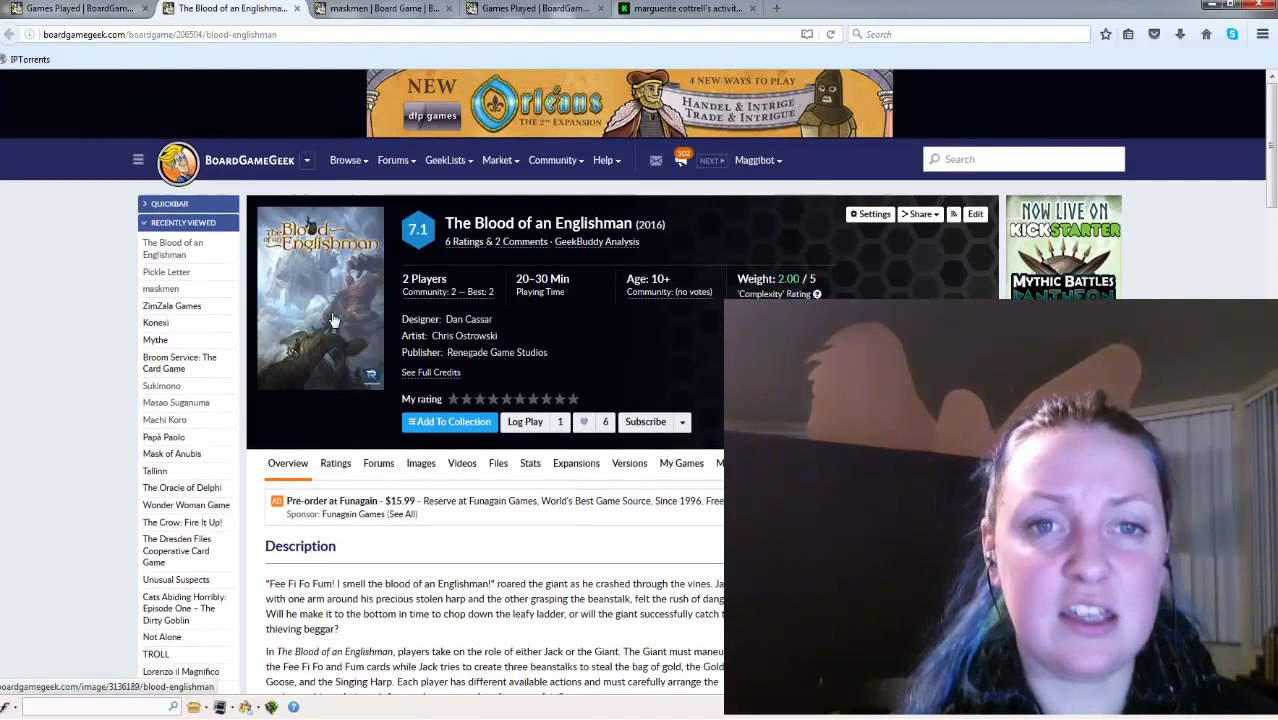 Games Played | BoardGam...
The Blood of an Englishma...
maskmen | Board Game | B...
Games Played | BoardGam...
marguerite cottrell's activit...
boardgamegeek.com/boardgame/206504/blood-englishman
Search
IPTorrents
NEW
dlp games
Orléans
THE 2ND EXPANSION
4 NEW WAYS TO PLAY
HANDEL & INTRIGE
TRADE & INTRIGUE
BOARDGAMEGEEK
Browse
Forums
GeekLists
Market
Community
Help
502
NEXT
Maggibot
Search
QUICKBAR
RECENTLY VIEWED
The Blood of an
Englishman
Pickle Letter
maskmen
ZimZala Games
Konexi
Mythe
Broom Service: The
Card Game
Sukimono
Masao Suganuma
Machi Koro
Papà Paolo
Mask of Anubis
Tallinn
The Oracle of Delphi
Wonder Woman Game
The Crow: Fire It Up!
The Dresden Files
Cooperative Card
Game
Unusual Suspects
Cats Abiding Horribly:
Episode One – The
Dirty Goblin
Not Alone
TROLL
Lorenzo il Magnifico
The Blood
of an Englishman
7.1
The Blood of an Englishman (2016)
6 Ratings & 2 Comments · GeekBuddy Analysis
Settings
Share
Edit
2 Players
Community: 2 — Best: 2
20–30 Min
Playing Time
Age: 10+
Community: (no votes)
Weight: 2.00 / 5
'Complexity' Rating
Designer: Dan Cassar
Artist: Chris Ostrowski
Publisher: Renegade Game Studios
See Full Credits
My rating
Add To Collection
Log Play
1
6
Subscribe
NOW LIVE ON
KICKSTARTER
MYTHIC BATTLES
PANTHEON
Overview
Ratings
Forums
Images
Videos
Files
Stats
Expansions
Versions
My Games
M
AD
Pre-order at Funagain - $15.99 - Reserve at Funagain Games, World's Best Game Source, Since 1996. Free
Sponsor: Funagain Games (See All)
Description
"Fee Fi Fo Fum! I smell the blood of an Englishman!" roared the giant as he crashed through the vines. Ja
with one arm around his precious stolen harp and the other grasping the beanstalk, felt the rush of dang
Will he make it to the bottom in time to chop down the leafy ladder, or will the giant successfully catch t
thieving beggar?
In The Blood of an Englishman, players take on the role of either Jack or the Giant. The Giant must maneu
the Fee Fi Fo and Fum cards while Jack tries to create three beanstalks to steal the bag of gold, the Gold
Goose, and the Singing Harp. Each player has different available actions and must carefully arrange the
boardgamegeek.com/image/3136189/blood-englishman